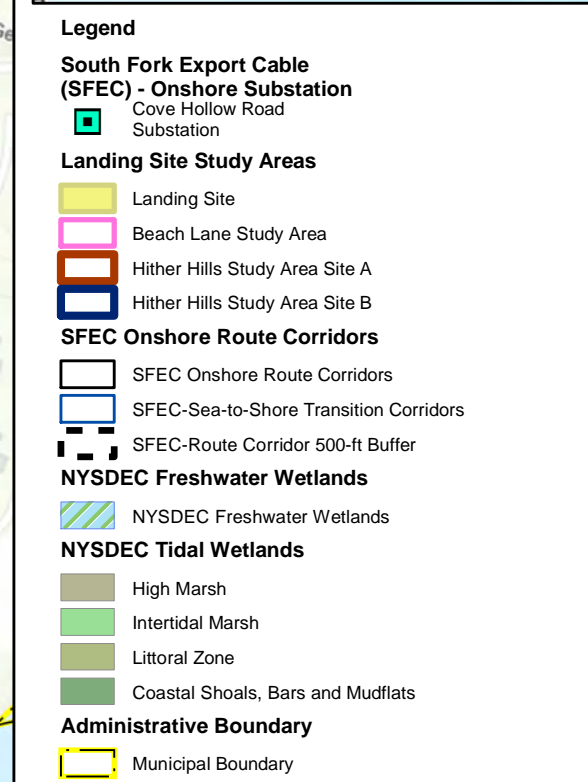 Legend
South Fork Export Cable
(SFEC) - Onshore Substation
Cove Hollow Road
Substation
Landing Site Study Areas
Landing Site
Beach Lane Study Area
Hither Hills Study Area Site A
Hither Hills Study Area Site B
SFEC Onshore Route Corridors
SFEC Onshore Route Corridors
SFEC-Sea-to-Shore Transition Corridors
SFEC-Route Corridor 500-ft Buffer
NYSDEC Freshwater Wetlands
NYSDEC Freshwater Wetlands
NYSDEC Tidal Wetlands
High Marsh
Intertidal Marsh
Littoral Zone
Coastal Shoals, Bars and Mudflats
Administrative Boundary
Municipal Boundary